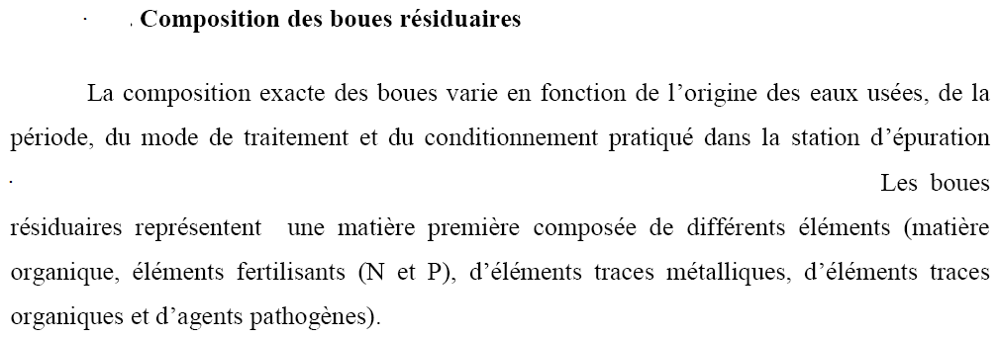 Composition des boues résiduaires
La composition exacte des boues varie en fonction de l’origine des eaux usées, de la
période, du mode de traitement et du conditionnement pratiqué dans la station d’épuration
Les boues
résiduaires représentent une matière première composée de différents éléments (matière
organique, éléments fertilisants (N et P), d’éléments traces métalliques, d’éléments traces
organiques et d’agents pathogènes).